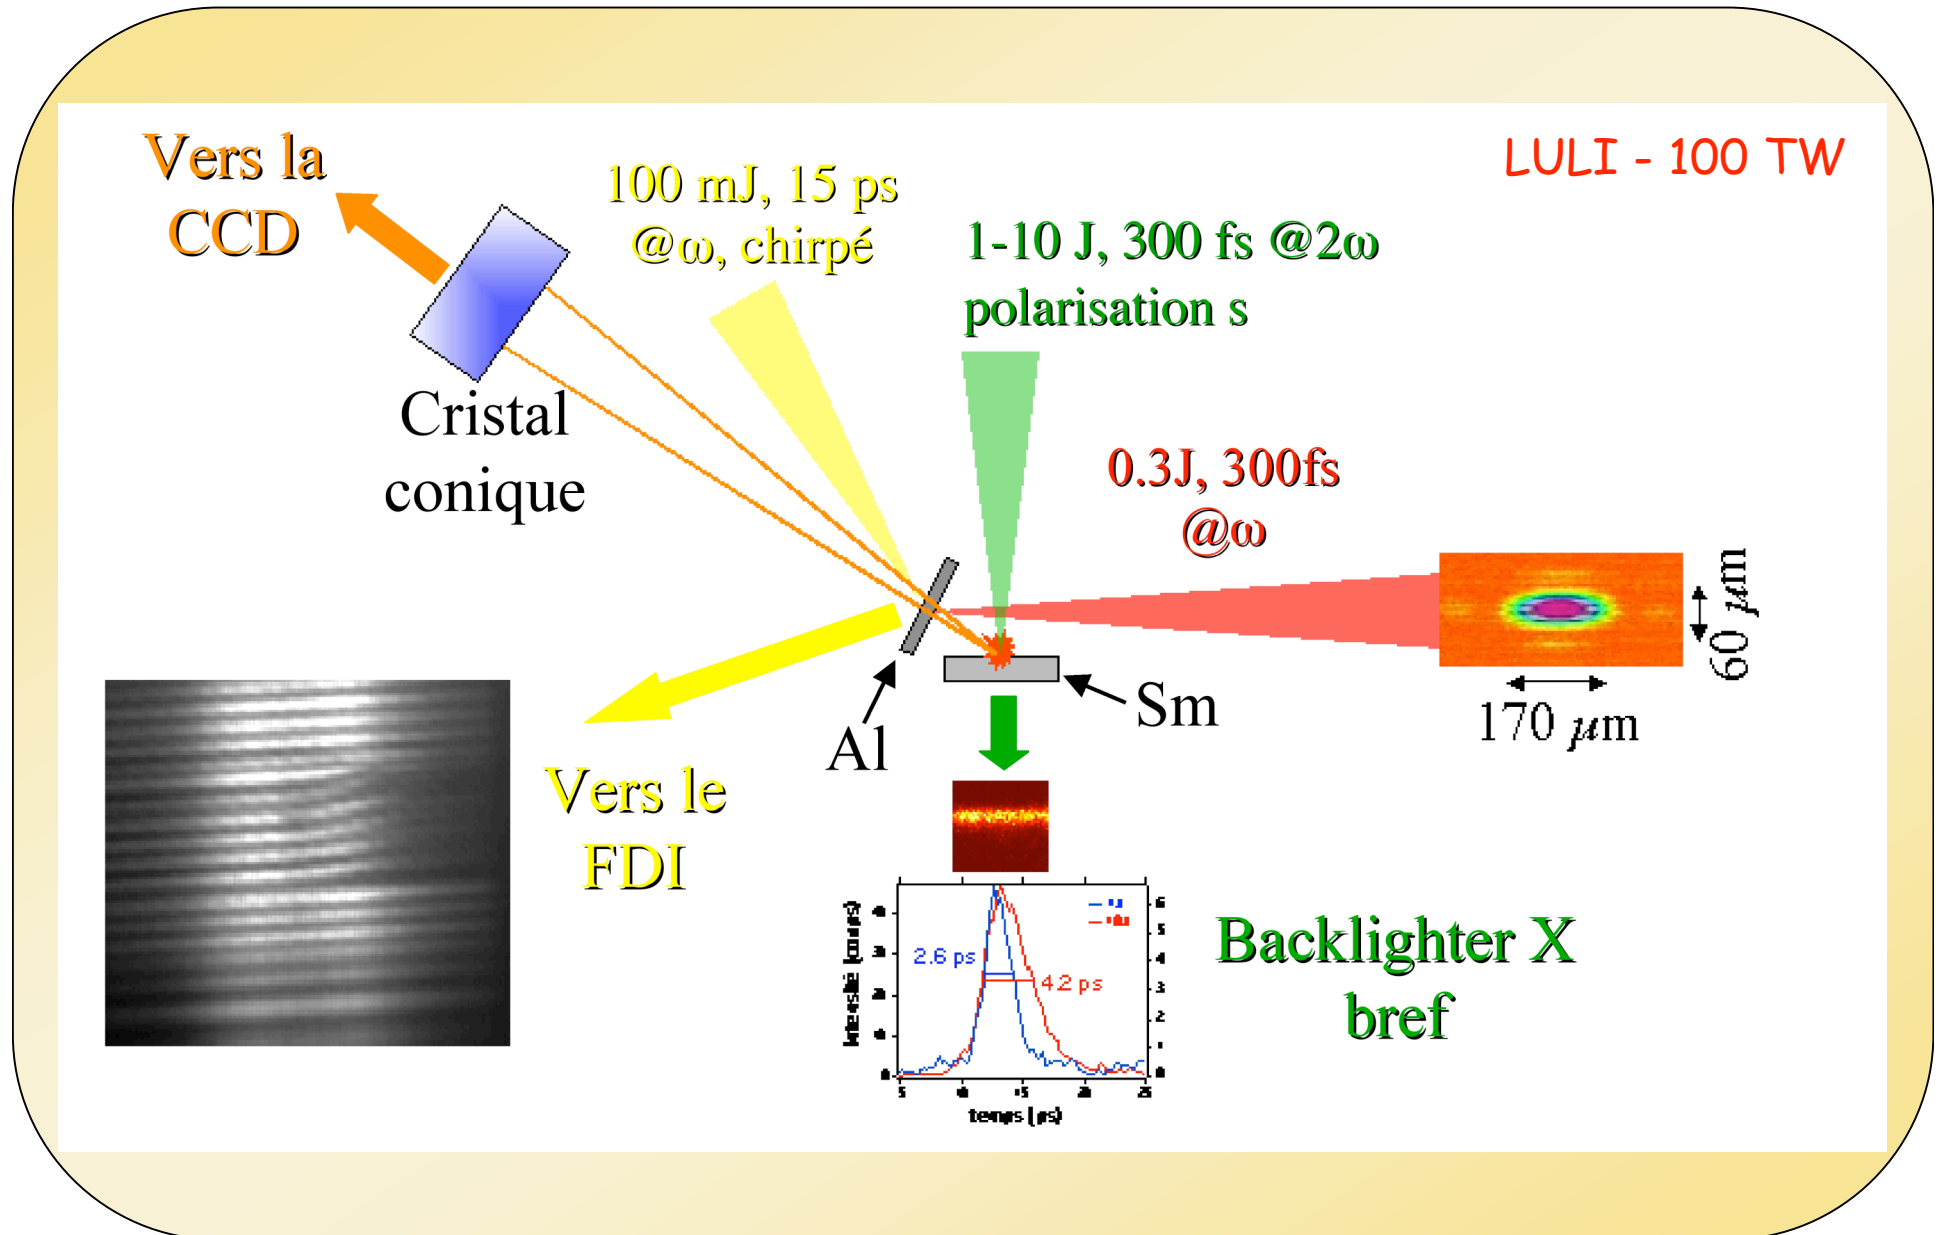 LULI - 100 TW
Vers la
CCD
100 mJ, 15 ps
@ω, chirpé
1-10 J, 300 fs @2ω
polarisation s
Cristal
conique
0.3J, 300fs
@ω
60 µm
170 µm
Al
Sm
Vers le
FDI
2.6 ps
4.2 ps
temps (ps)
Backlighter X
bref